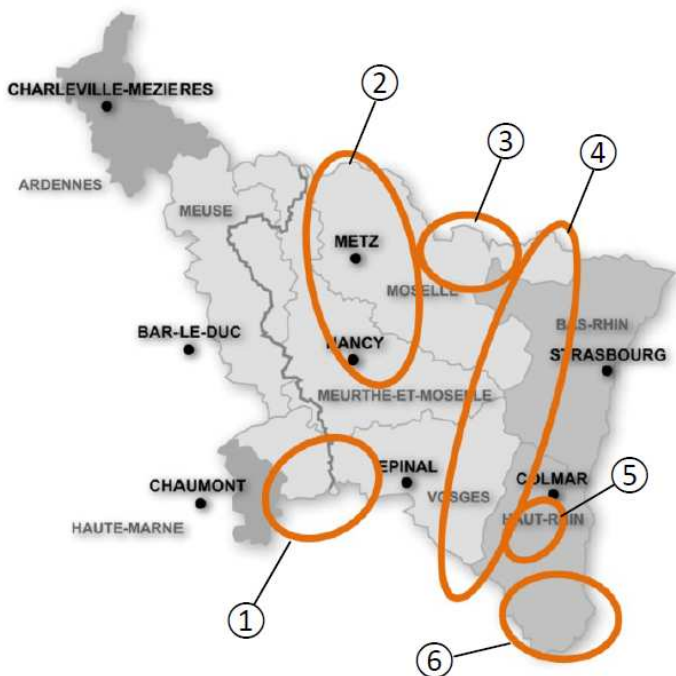 ②
③
④
CHARLEVILLE-MEZIERES
ARDENNES
MEUSE
METZ
MOSELLE
BAS-RHIN
BAR-LE-DUC
NANCY
STRASBOURG
MEURTHE-ET-MOSELLE
CHAUMONT
EPINAL
COLMAR
⑤
VOSGES
HAUT-RHIN
HAUTE-MARNE
①
⑥